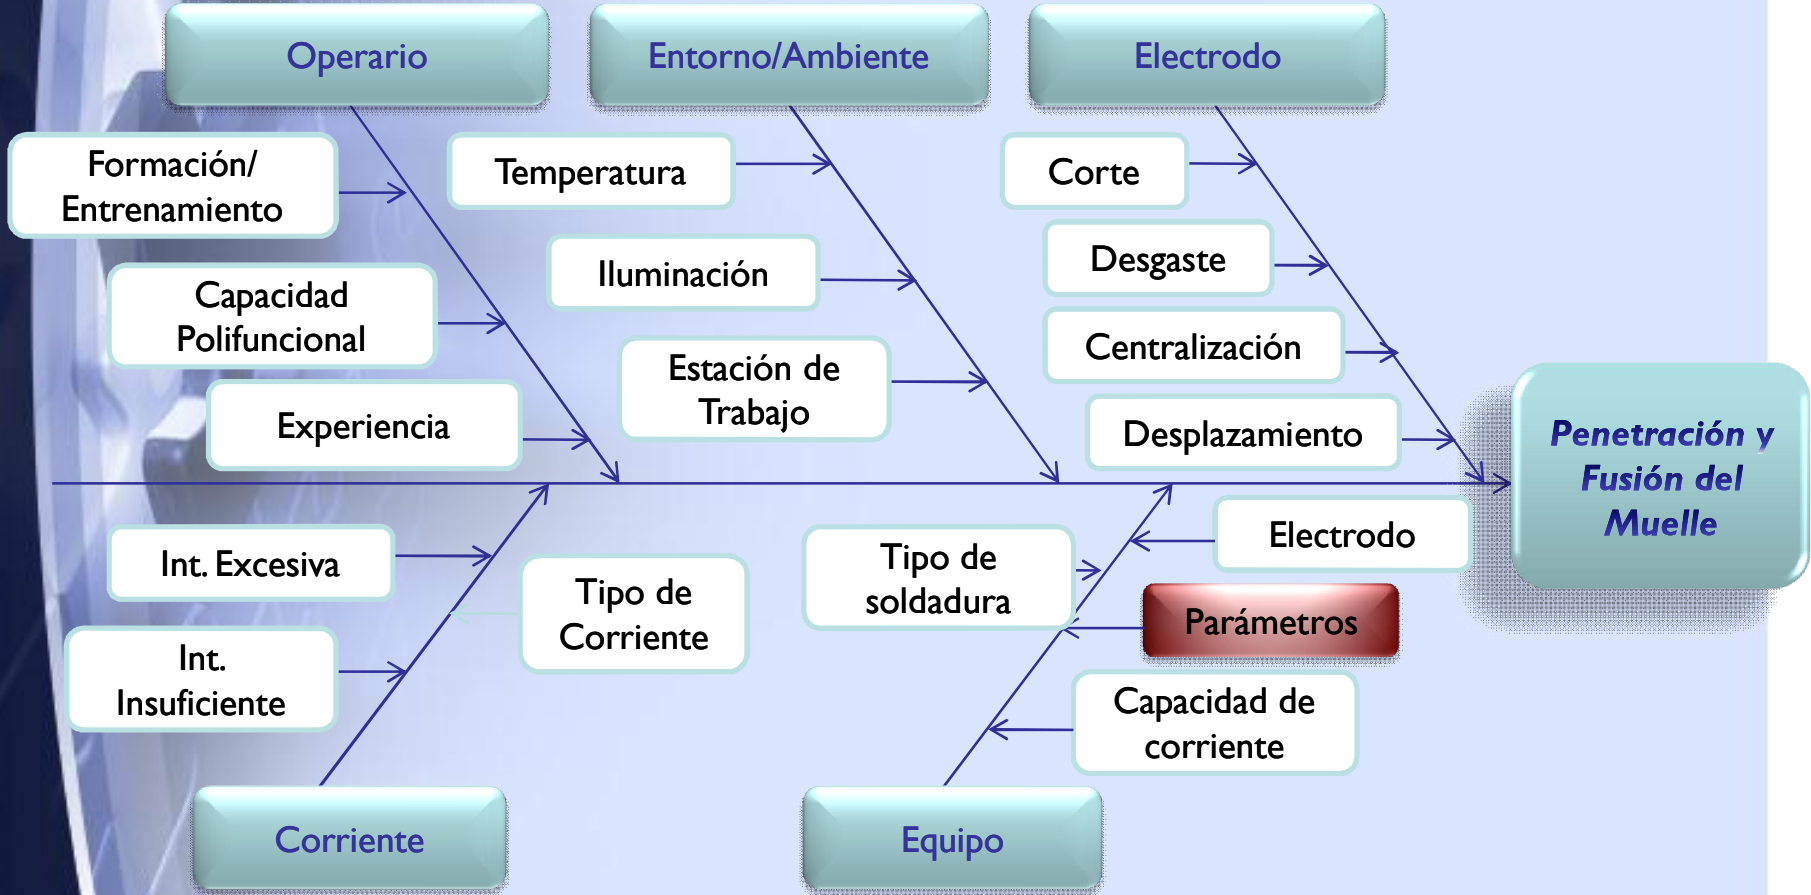 Operario
Entorno/Ambiente
Electrodo
Formación/
Entrenamiento
Capacidad
Polifuncional
Experiencia
Temperatura
Iluminación
Estación de
Trabajo
Corte
Desgaste
Centralización
Desplazamiento
Penetración y
Fusión del
Muelle
Int. Excesiva
Int.
Insuficiente
Tipo de
Corriente
Tipo de
soldadura
Electrodo
Parámetros
Capacidad de
corriente
Corriente
Equipo